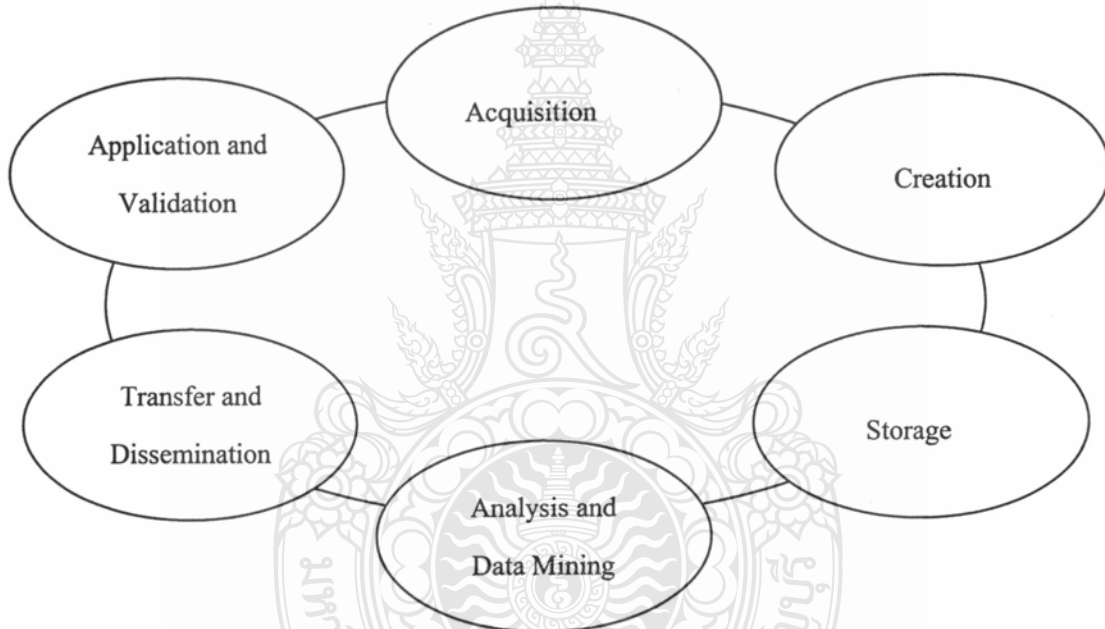 Acquisition
Creation
Storage
Analysis and
Data Mining
Transfer and
Dissemination
Application and
Validation